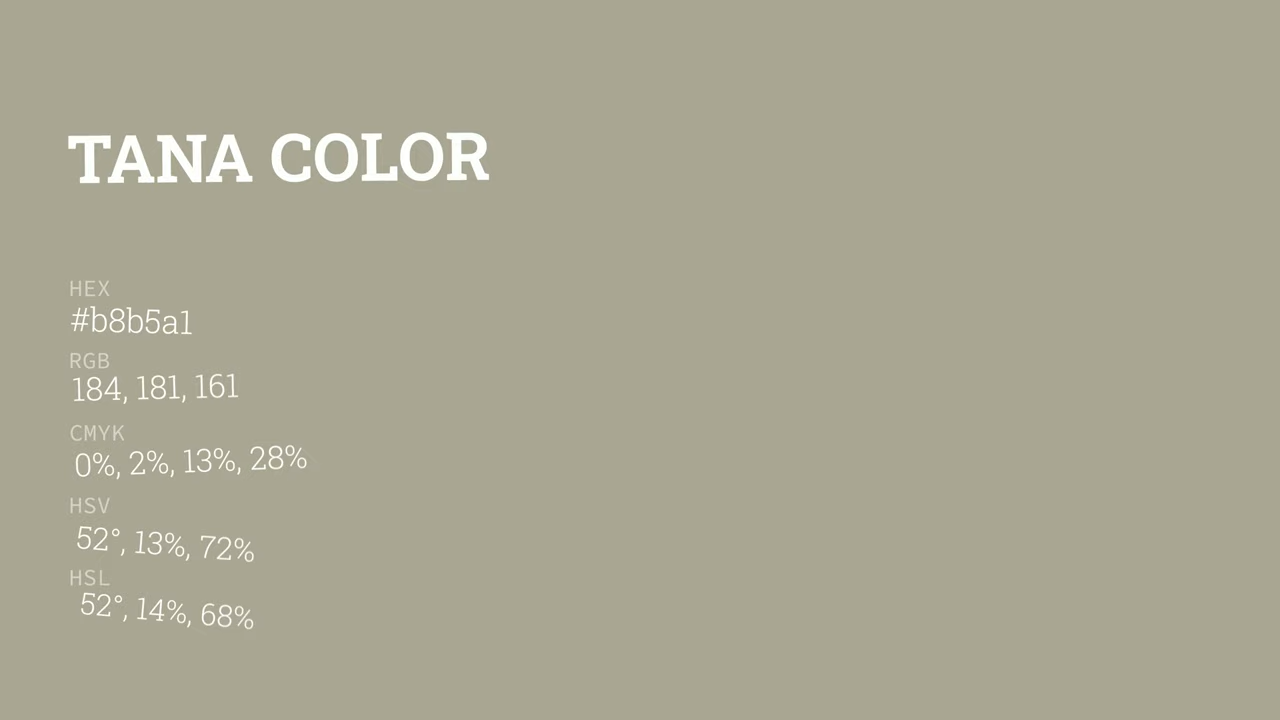 TANA COLOR
HEX
#b8b5a1
RGB
184, 181, 161
CMYK
0%, 2%, 13%, 28%
HSV
52°, 13%, 72%
HSL
52°, 14%, 68%